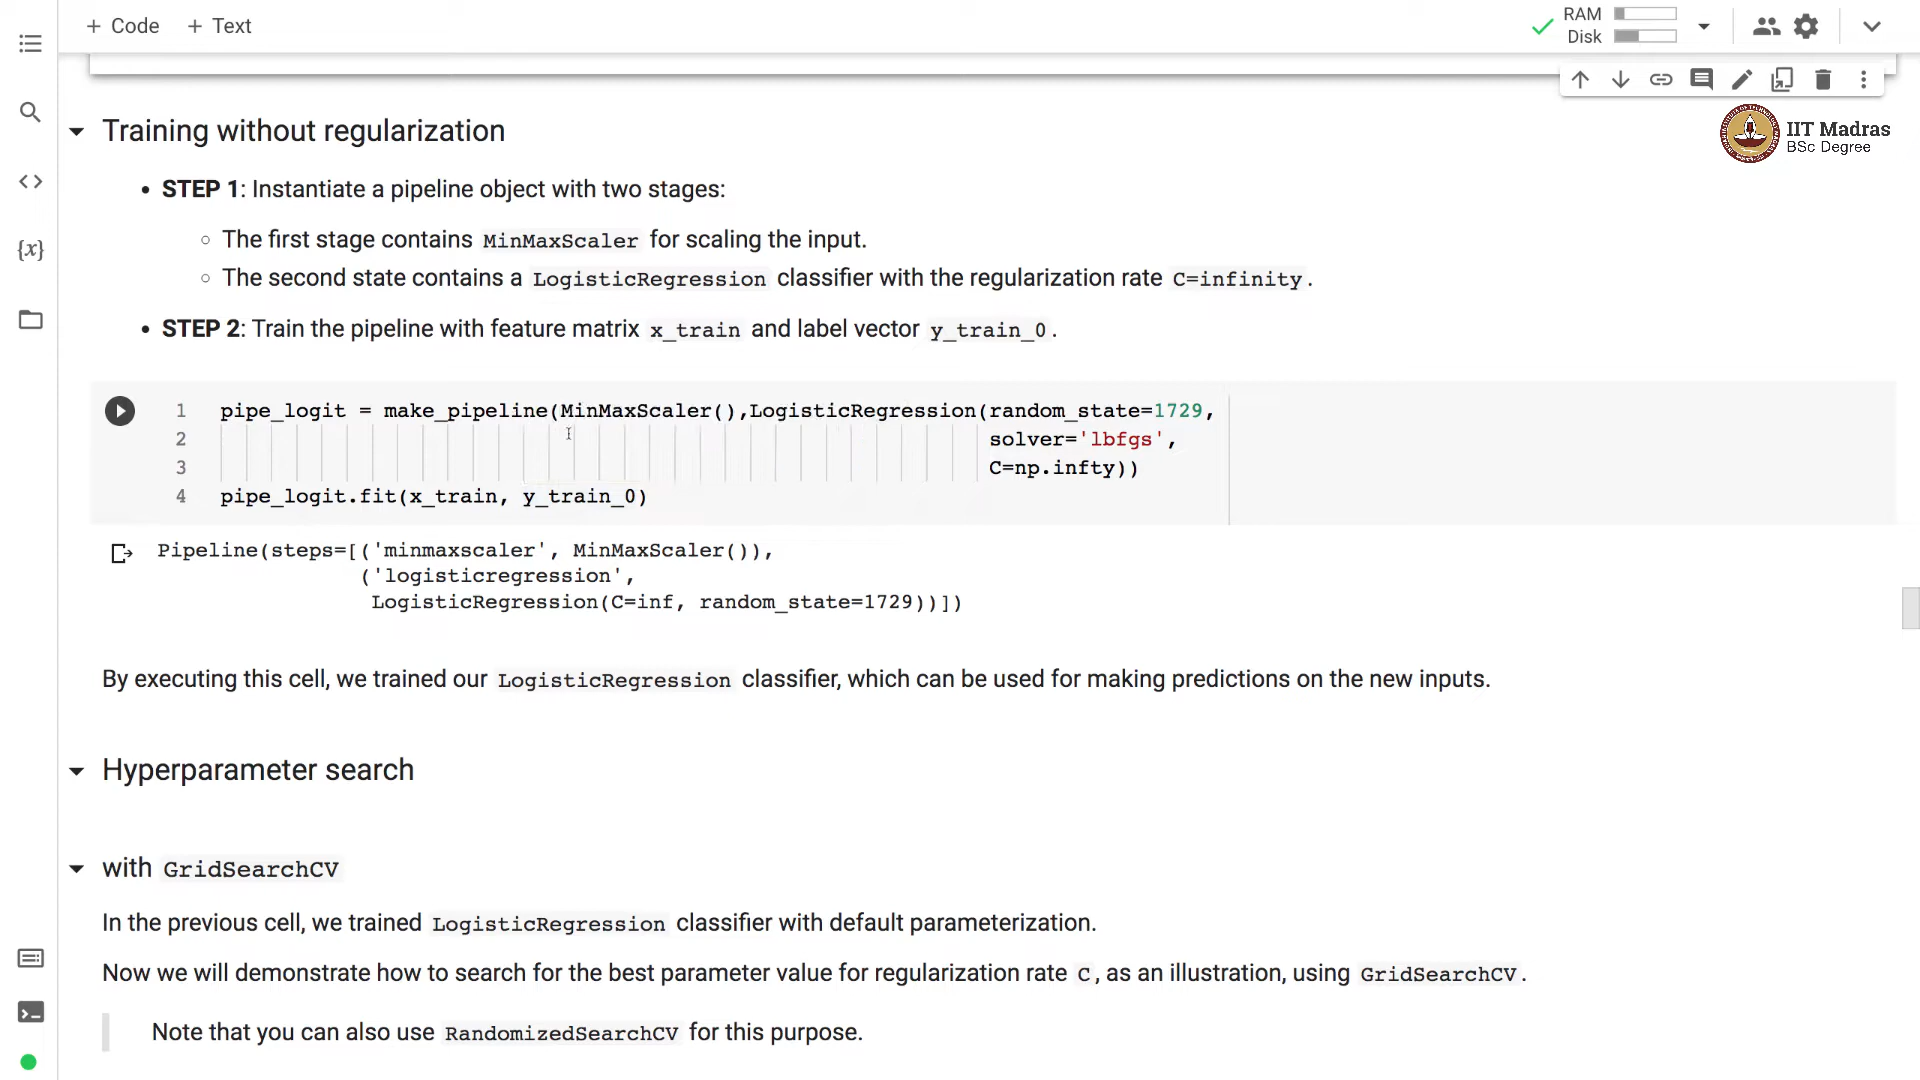 + Code + Text
RAM
Disk
IIT Madras
BSc Degree
{x}
Training without regularization
• STEP 1: Instantiate a pipeline object with two stages:
◦ The first stage contains MinMaxScaler for scaling the input.
◦ The second state contains a LogisticRegression classifier with the regularization rate C=infinity.
• STEP 2: Train the pipeline with feature matrix x_train and label vector y_train_0.
1 pipe_logit = make_pipeline(MinMaxScaler(),LogisticRegression(random_state=1729,
2 solver='lbfgs',
3 C=np.infty))
4 pipe_logit.fit(x_train, y_train_0)
Pipeline(steps=[('minmaxscaler', MinMaxScaler()),
('logisticregression',
LogisticRegression(C=inf, random_state=1729))])
By executing this cell, we trained our LogisticRegression classifier, which can be used for making predictions on the new inputs.
Hyperparameter search
with GridSearchCV
In the previous cell, we trained LogisticRegression classifier with default parameterization.
Now we will demonstrate how to search for the best parameter value for regularization rate C, as an illustration, using GridSearchCV.
Note that you can also use RandomizedSearchCV for this purpose.